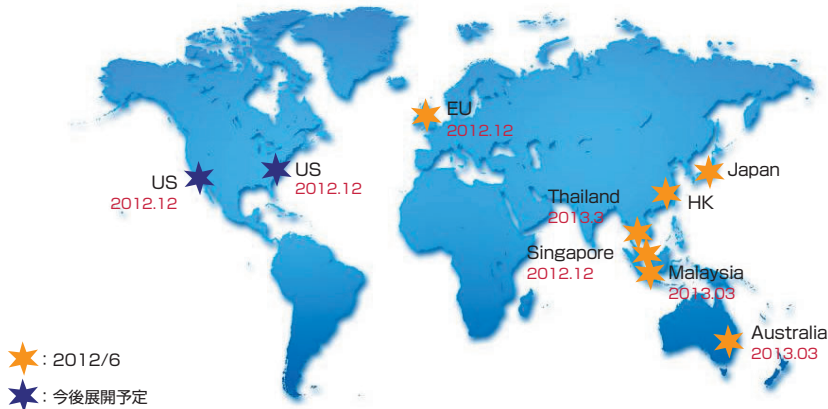 EU
2012.12
US
2012.12
US
2012.12
Japan
HK
Thailand
2013.3
Singapore
2012.12
Malaysia
2013.03
Australia
2013.03
: 2012/6
: 今後展開予定